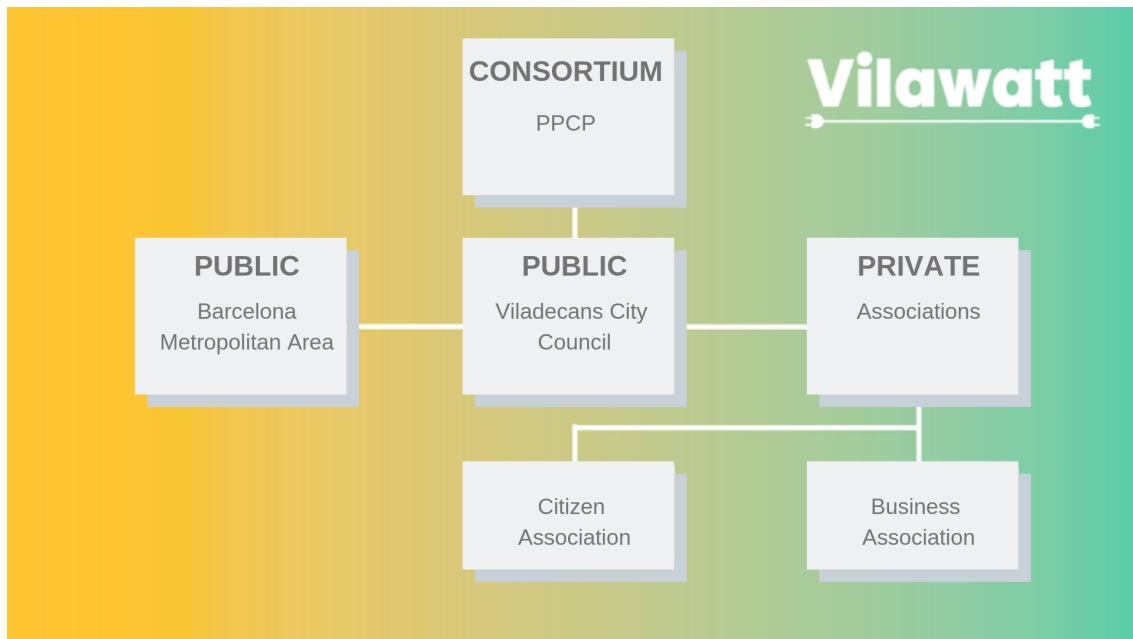 CONSORTIUM
PPCP
Vilawatt
PUBLIC
Barcelona
Metropolitan Area
PUBLIC
Viladecans City
Council
PRIVATE
Associations
Citizen
Association
Business
Association